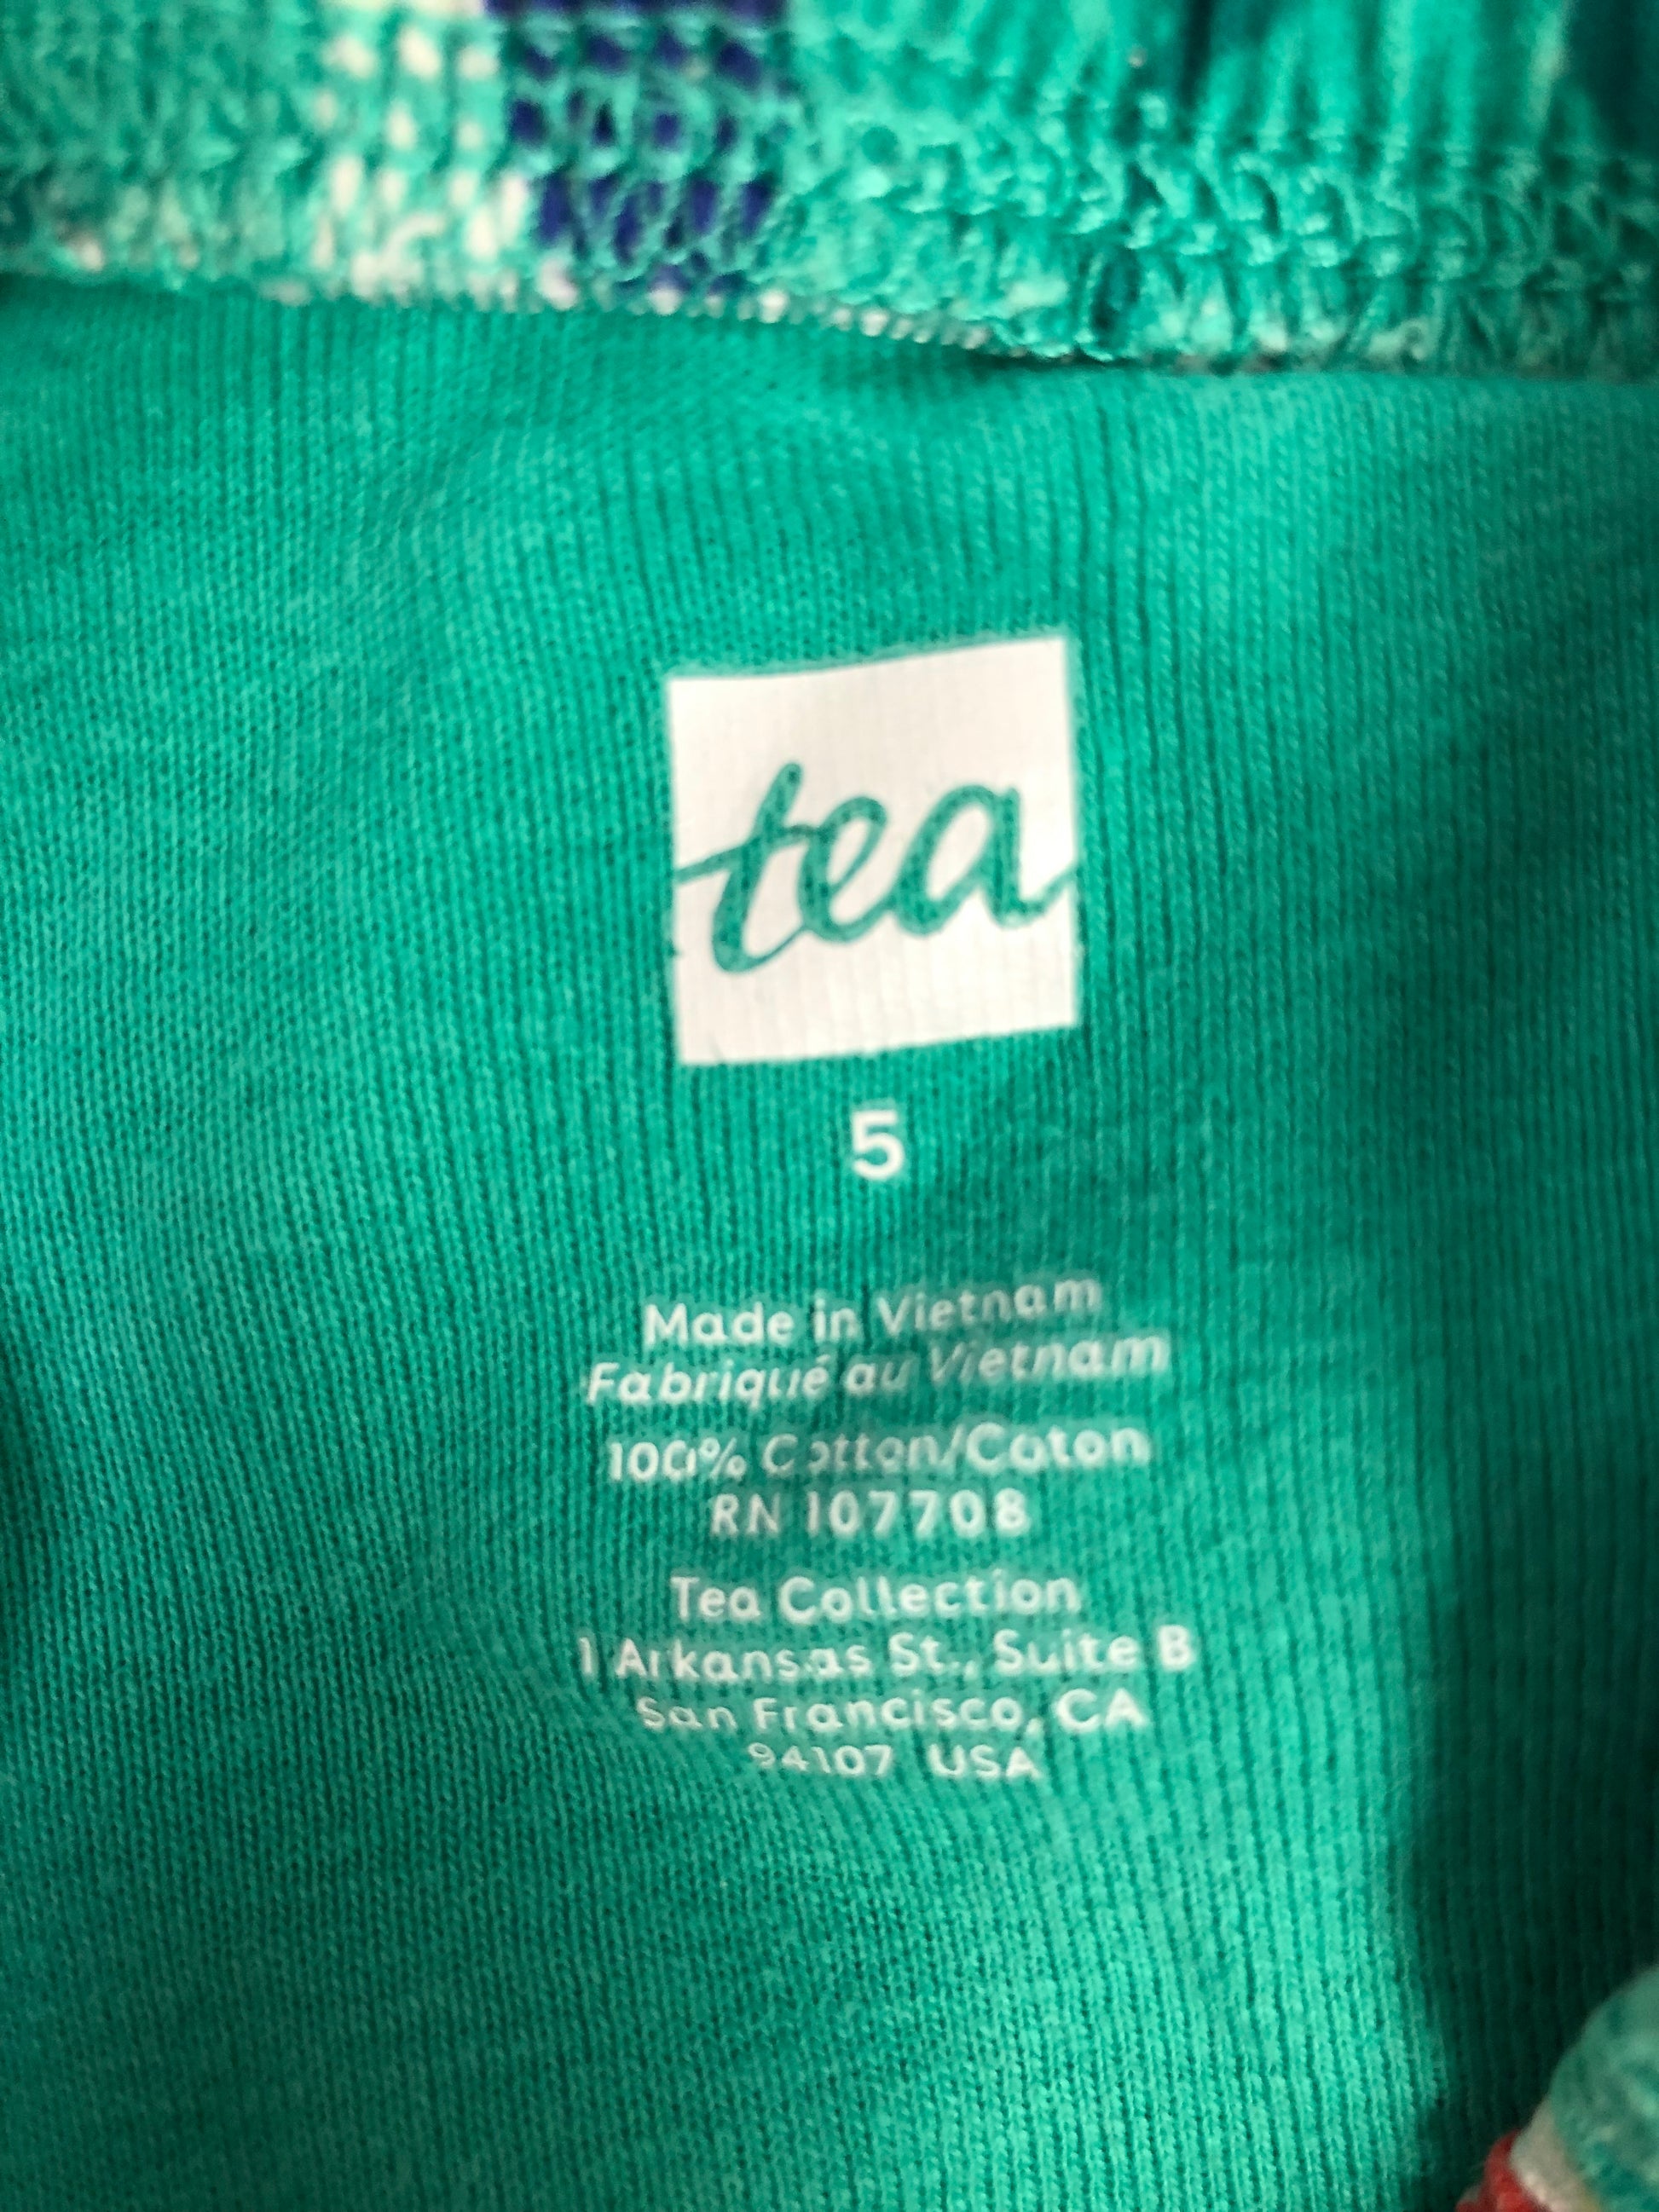 tea
5
Made in Vietnam
Fabriqué au Vietnam
100% Cotton/Coton
RN 107708
Tea Collection
1 Arkansas St., Suite B
San Francisco, CA
94107 USA